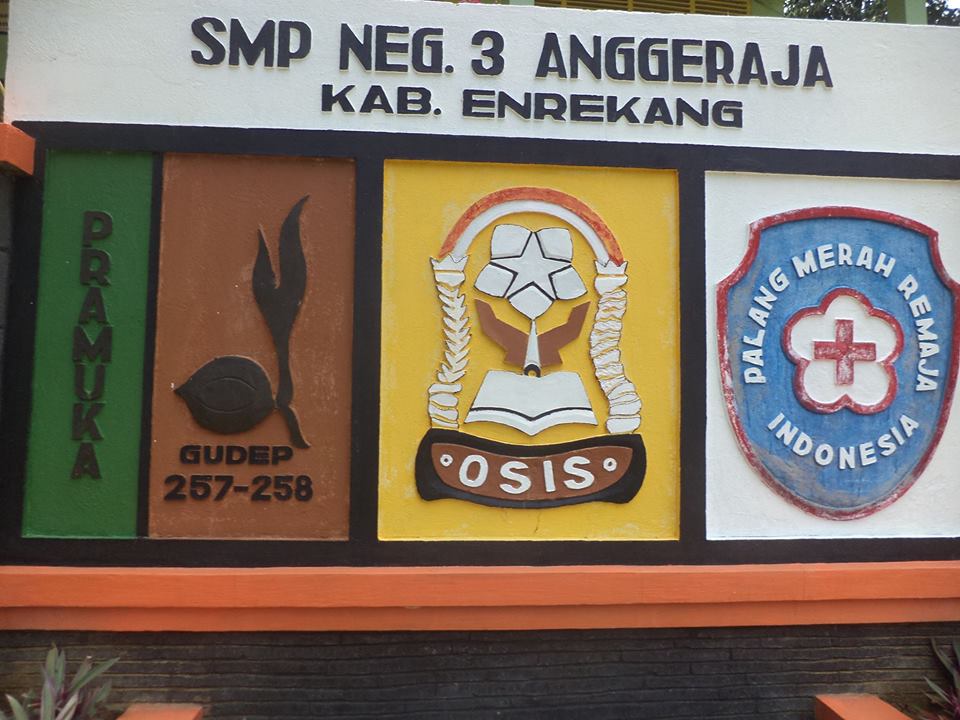 SMP NEG. 3 ANGGERAJA
KAB. ENREKANG
PRAMUKA
GUDEP
257-258
OSIS
PALANG MERAH REMAJA
INDONESIA